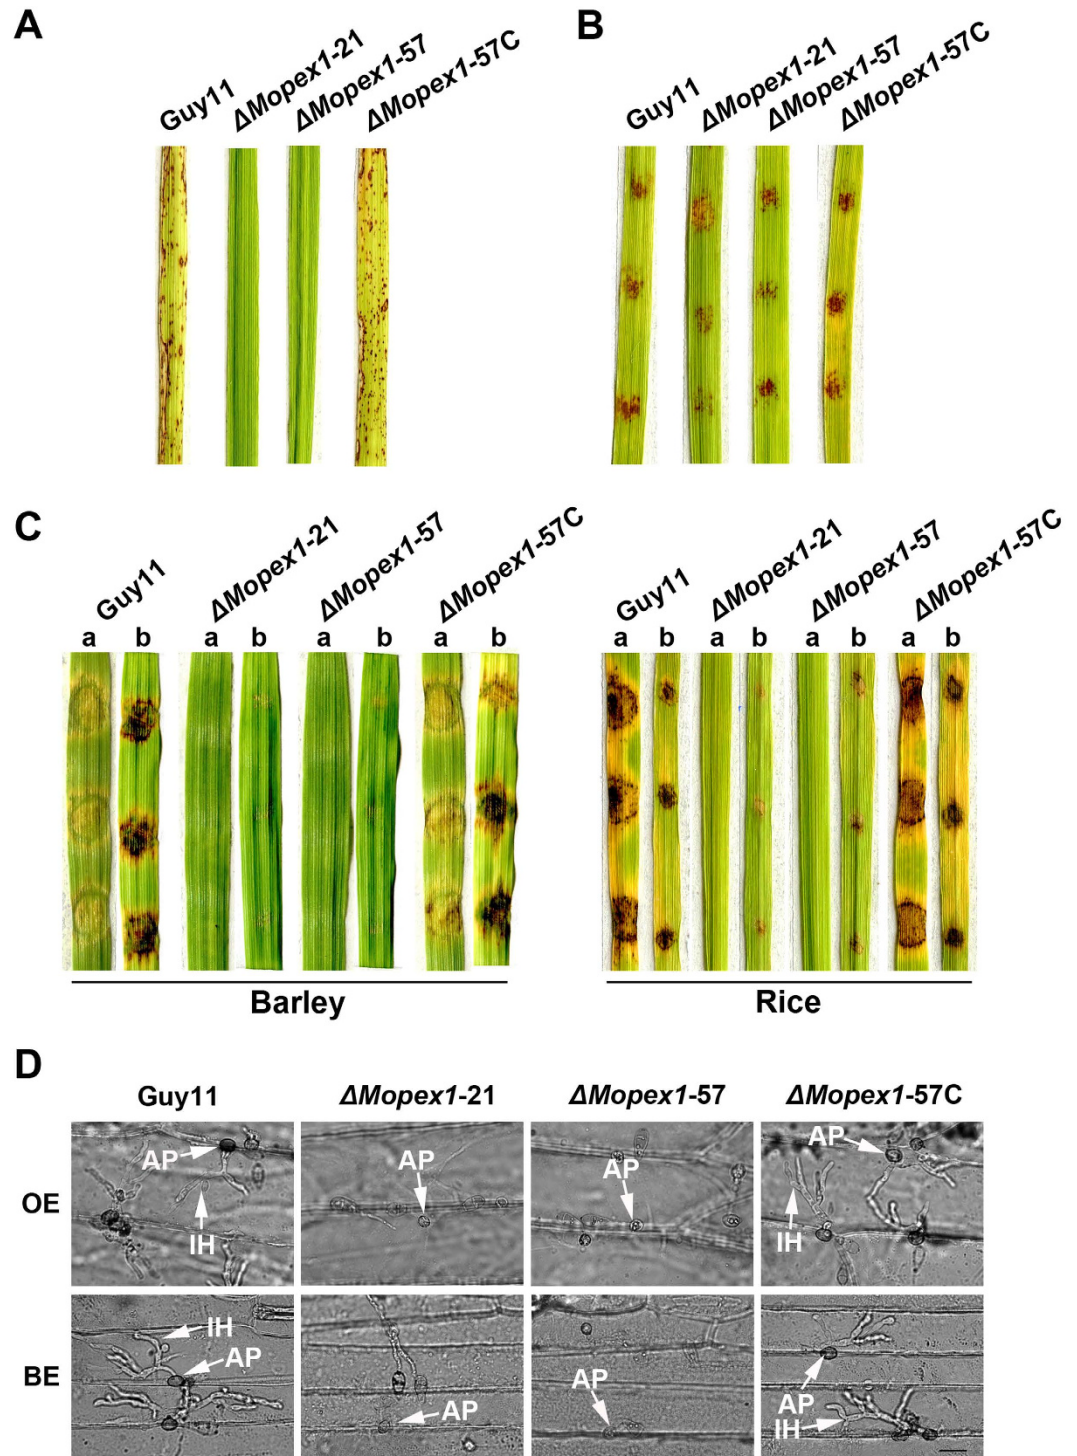 A
B
Guy11 ΔMopex1-21 ΔMopex1-57 ΔMopex1-57C
Guy11 ΔMopex1-21 ΔMopex1-57 ΔMopex1-57C
C
Guy11 ΔMopex1-21 ΔMopex1-57 ΔMopex1-57C
a b a b a b a b
Barley
Guy11 ΔMopex1-21 ΔMopex1-57 ΔMopex1-57C
a b a b a b a b
Rice
D
Guy11 ΔMopex1-21 ΔMopex1-57 ΔMopex1-57C
OE
AP
IH
AP
AP
AP
IH
BE
IH
AP
AP
AP
AP
IH